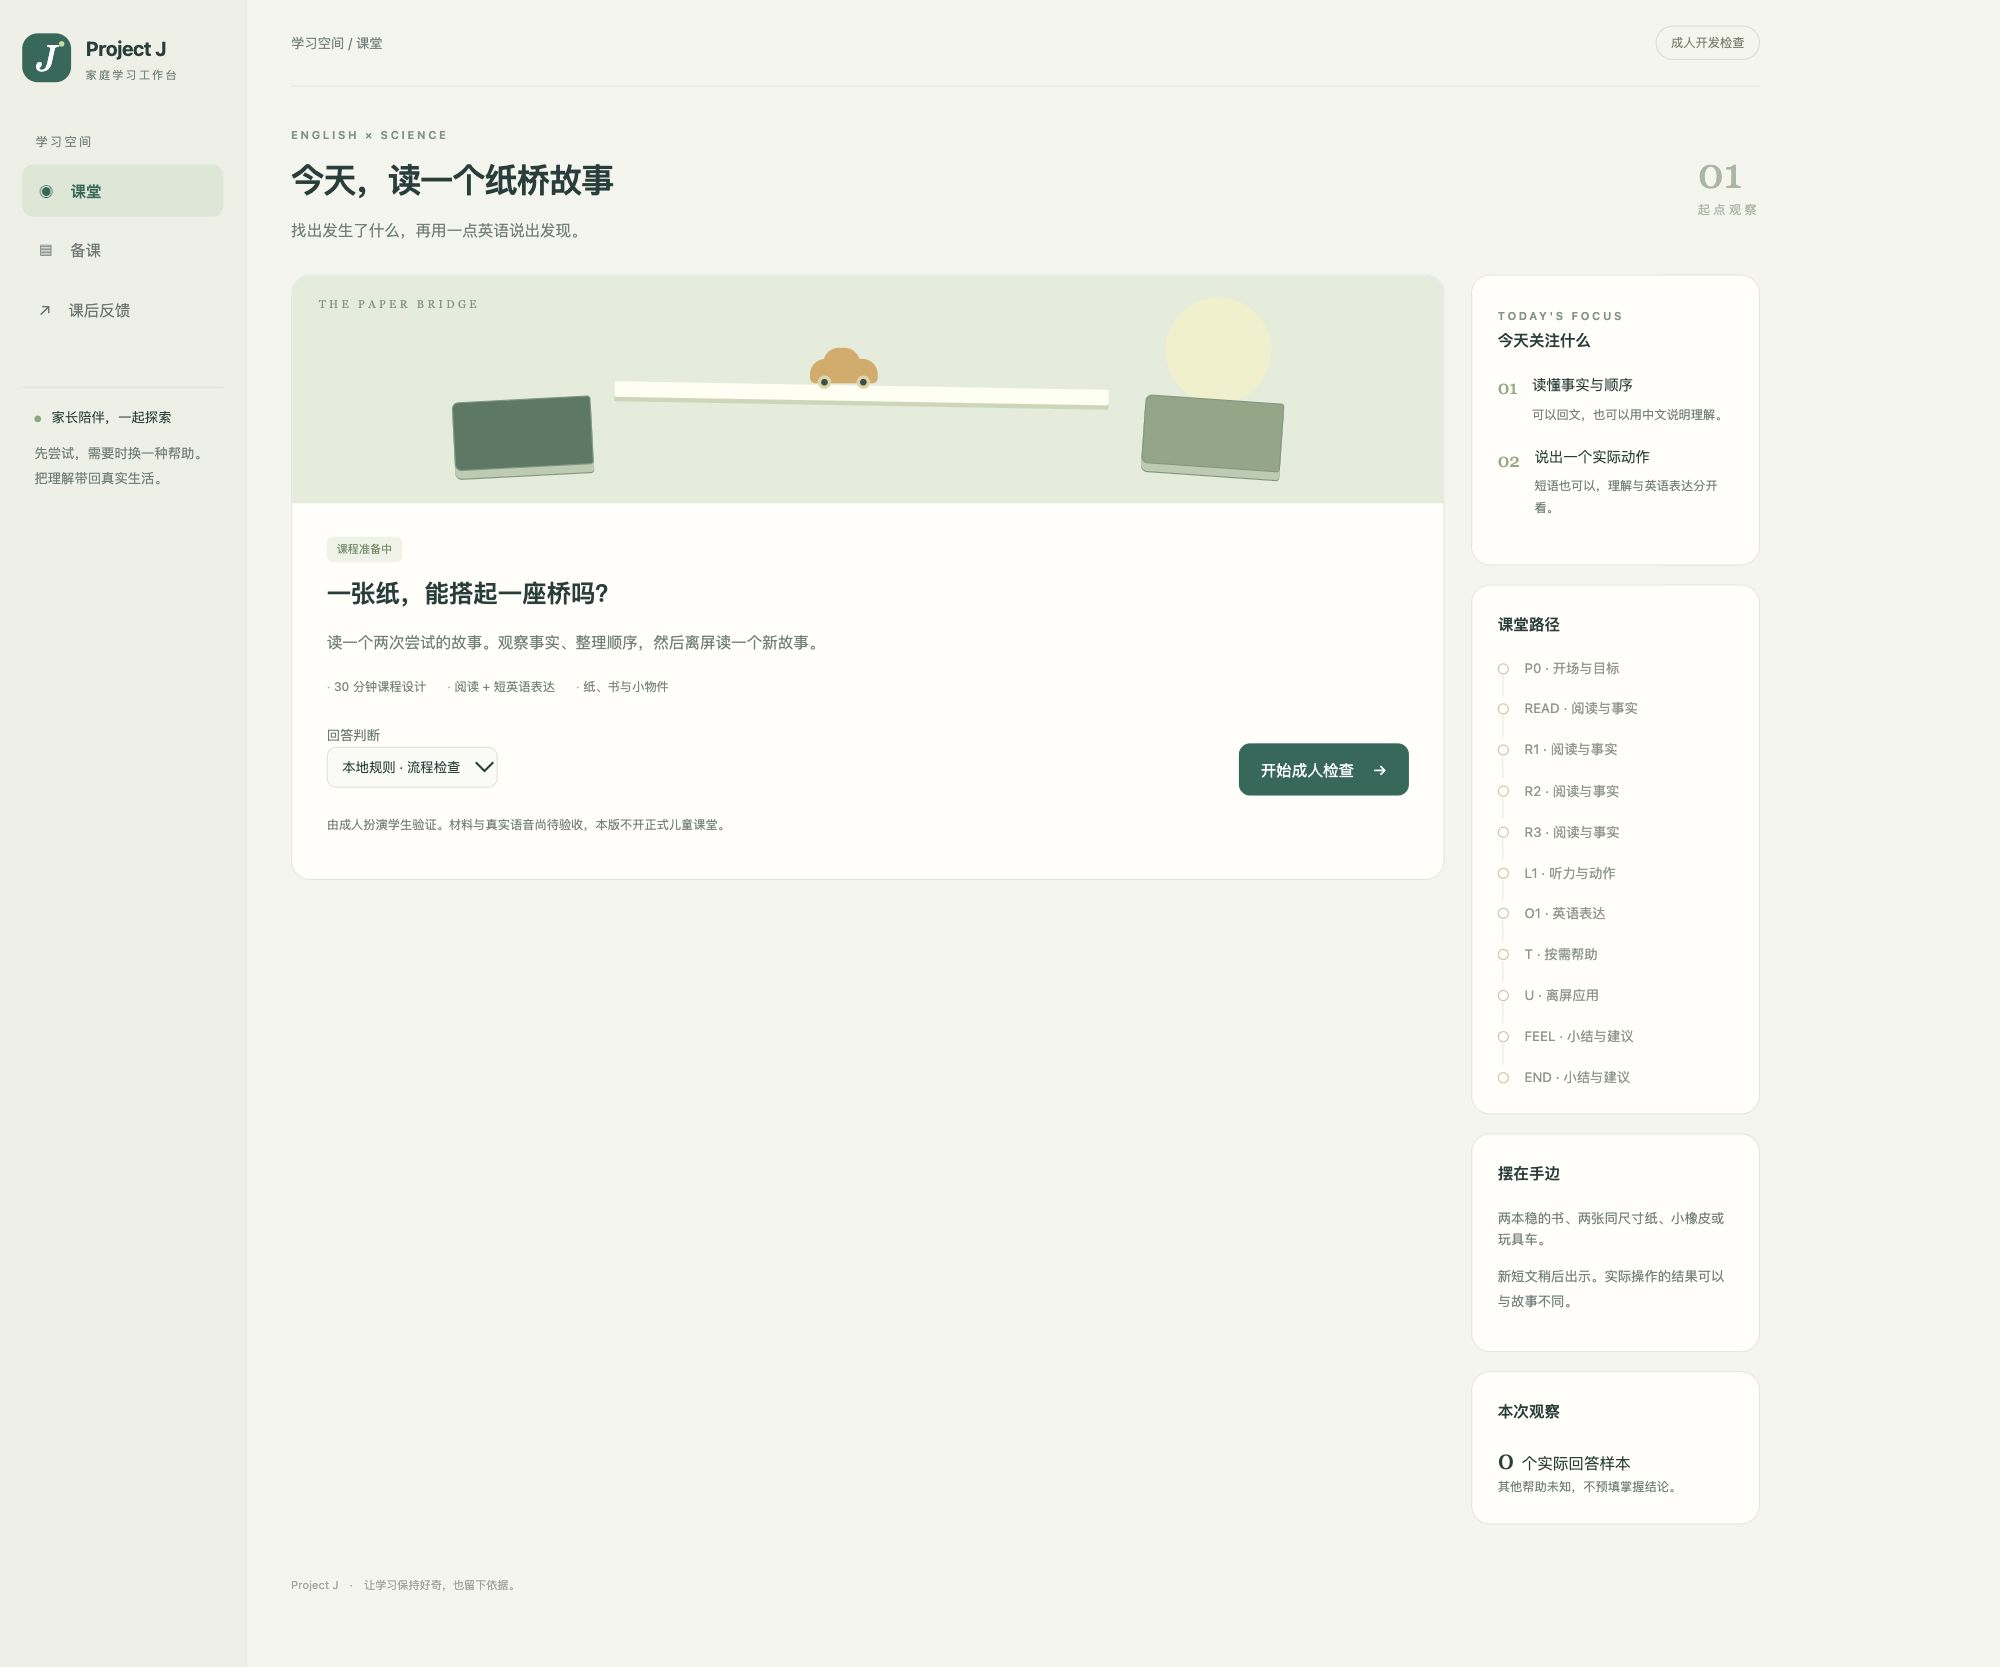 J
Project J
家庭学习工作台
学习空间
课堂
备课
课后反馈
家长陪伴，一起探索
先尝试，需要时换一种帮助。
把理解带回真实生活。
学习空间 / 课堂
成人开发检查
ENGLISH × SCIENCE
今天，读一个纸桥故事
找出发生了什么，再用一点英语说出发现。
01
起点观察
THE PAPER BRIDGE
课程准备中
一张纸，能搭起一座桥吗？
读一个两次尝试的故事。观察事实、整理顺序，然后离屏读一个新故事。
· 30 分钟课程设计 · 阅读 + 短英语表达 · 纸、书与小物件
回答判断
本地规则 · 流程检查
开始成人检查 →
由成人扮演学生验证。材料与真实语音尚待验收，本版不开正式儿童课堂。
TODAY'S FOCUS
今天关注什么
01 读懂事实与顺序
可以回文，也可以用中文说明理解。
02 说出一个实际动作
短语也可以，理解与英语表达分开
看。
课堂路径
P0 · 开场与目标
READ · 阅读与事实
R1 · 阅读与事实
R2 · 阅读与事实
R3 · 阅读与事实
L1 · 听力与动作
O1 · 英语表达
T · 按需帮助
U · 离屏应用
FEEL · 小结与建议
END · 小结与建议
摆在手边
两本稳的书、两张同尺寸纸、小橡皮或
玩具车。
新短文稍后出示。实际操作的结果可以
与故事不同。
本次观察
0 个实际回答样本
其他帮助未知，不预填掌握结论。
Project J · 让学习保持好奇，也留下依据。